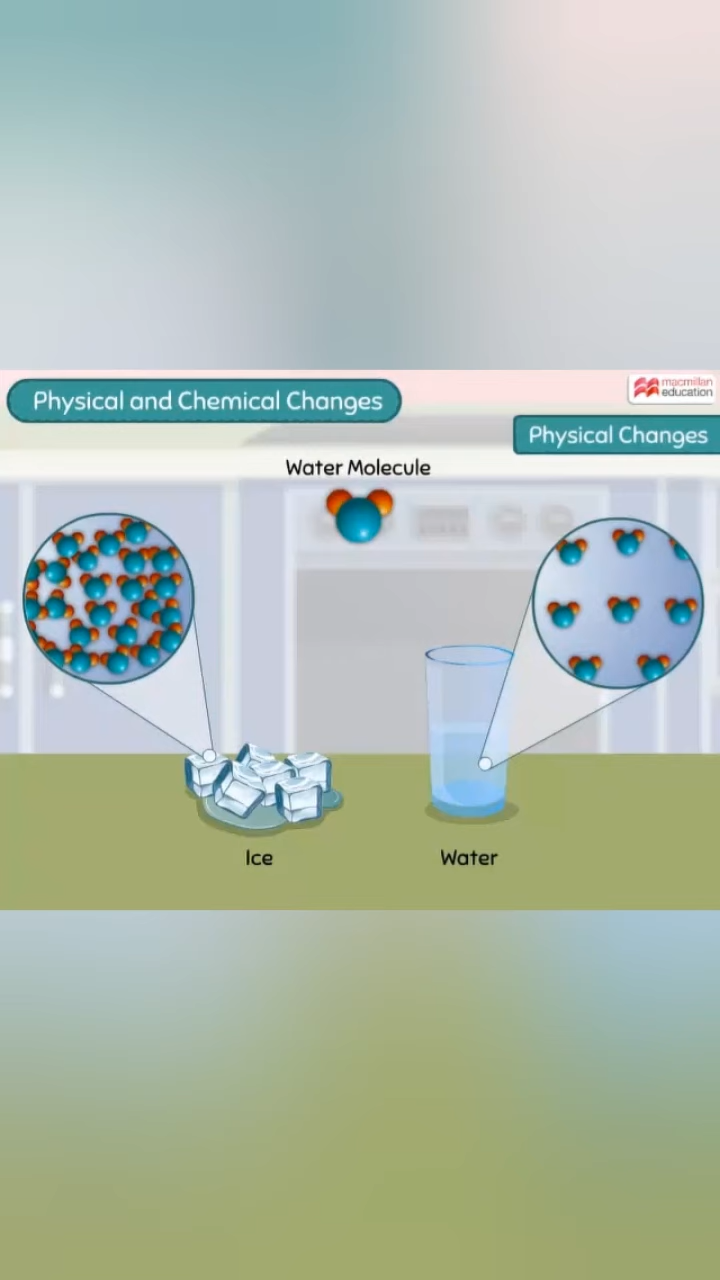 Physical and Chemical Changes
macmillan
education
Physical Changes
Water Molecule
Ice
Water